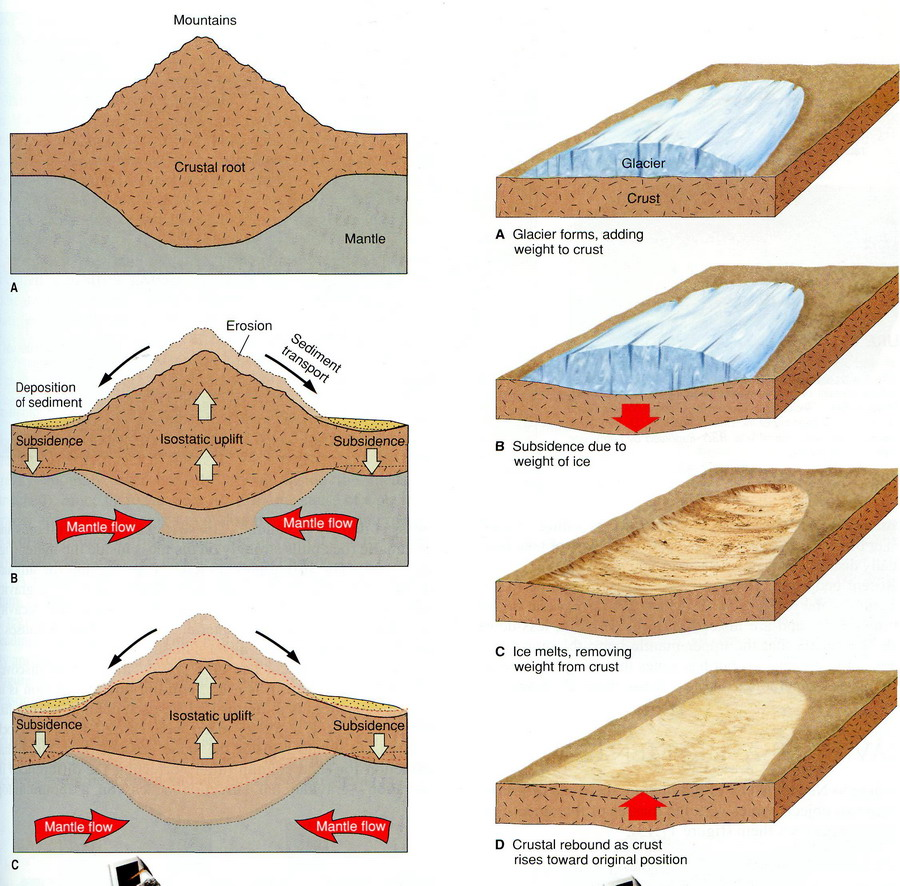 Mountains
Crustal root
Mantle
A
Erosion
Sediment
transport
Deposition
of sediment
Subsidence
Isostatic uplift
Subsidence
Mantle flow
Mantle flow
B
Subsidence
Isostatic uplift
Subsidence
Mantle flow
Mantle flow
C
Glacier
Crust
A Glacier forms, adding
weight to crust
B Subsidence due to
weight of ice
C Ice melts, removing
weight from crust
D Crustal rebound as crust
rises toward original position